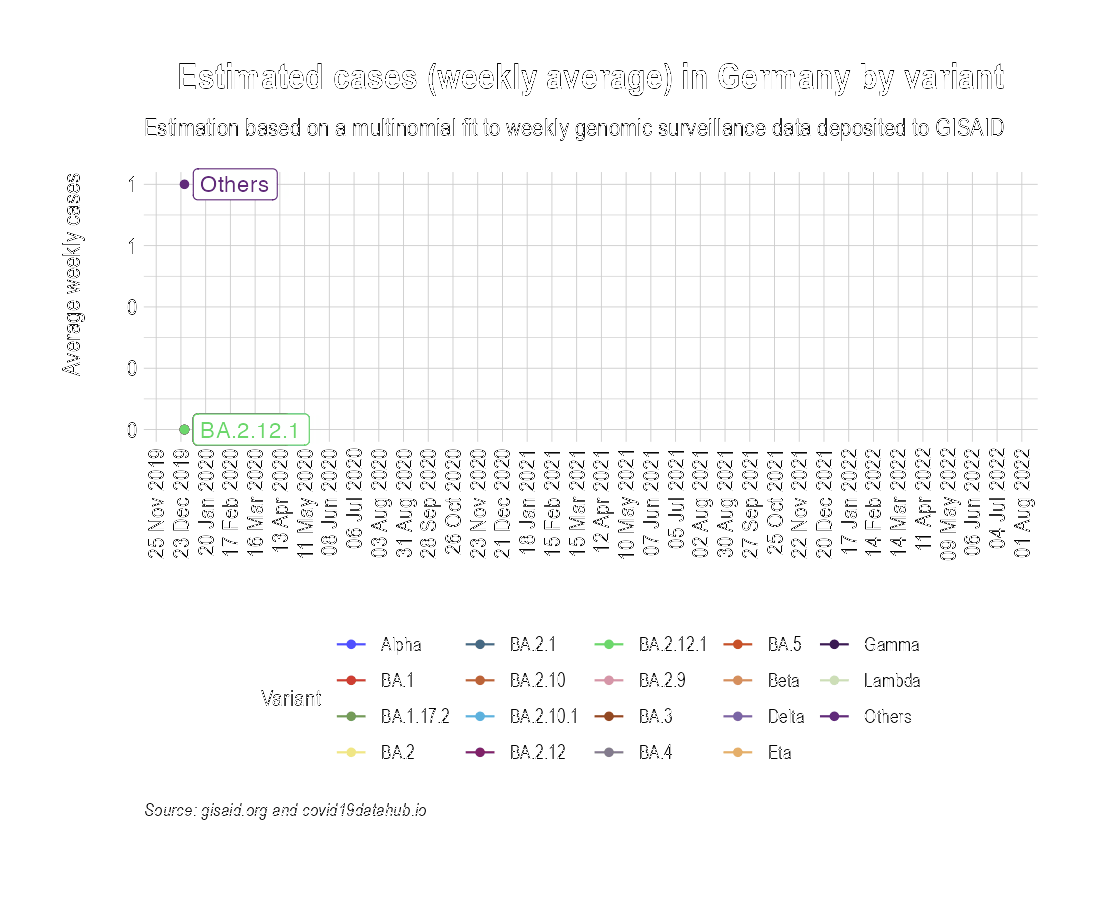 Estimated cases (weekly average) in Germany by variant
Estimation based on a multinomial fit to weekly genomic surveillance data deposited to GISAID
Average weekly cases
1
1
0
0
0
Others
BA.2.12.1
25 Nov 2019
23 Dec 2019
20 Jan 2020
17 Feb 2020
16 Mar 2020
13 Apr 2020
11 May 2020
08 Jun 2020
06 Jul 2020
03 Aug 2020
31 Aug 2020
28 Sep 2020
26 Oct 2020
23 Nov 2020
21 Dec 2020
18 Jan 2021
15 Feb 2021
15 Mar 2021
12 Apr 2021
10 May 2021
07 Jun 2021
05 Jul 2021
02 Aug 2021
30 Aug 2021
27 Sep 2021
25 Oct 2021
22 Nov 2021
20 Dec 2021
17 Jan 2022
14 Feb 2022
14 Mar 2022
11 Apr 2022
09 May 2022
06 Jun 2022
04 Jul 2022
01 Aug 2022
Variant
Alpha
BA.1
BA.1.17.2
BA.2
BA.2.1
BA.2.10
BA.2.10.1
BA.2.12
BA.2.12.1
BA.2.9
BA.3
BA.4
BA.5
Beta
Delta
Eta
Gamma
Lambda
Others
Source: gisaid.org and covid19datahub.io